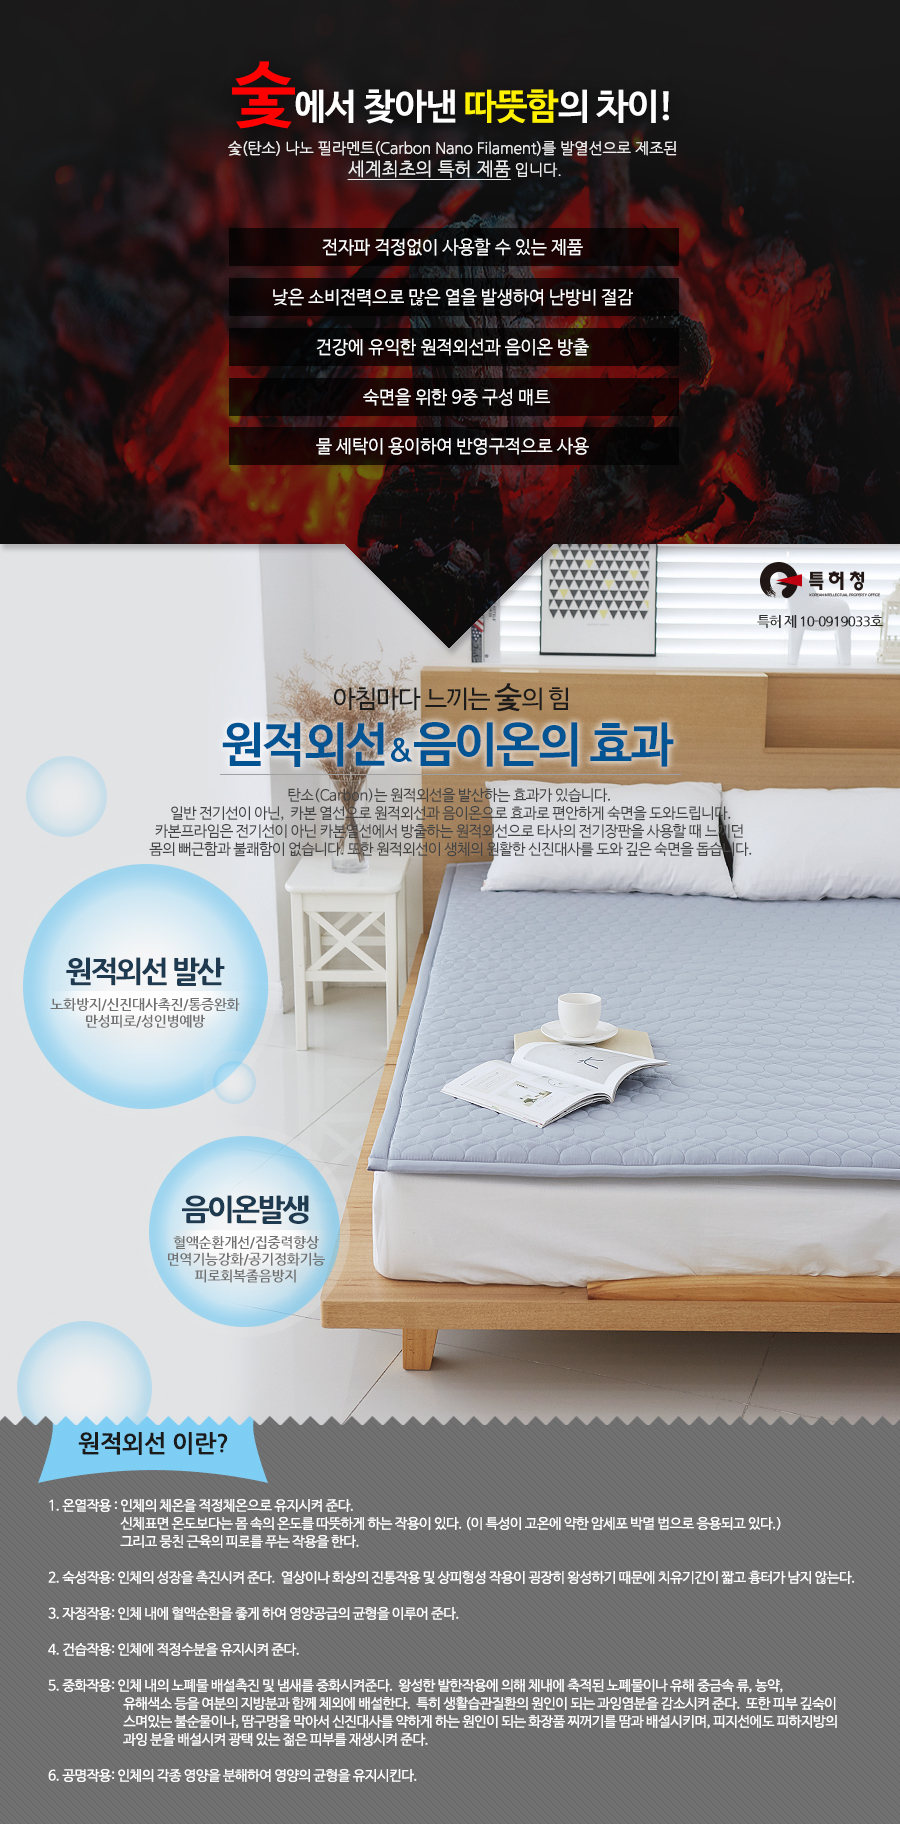 숯에서 찾아낸 따뜻함의 차이!
숯(탄소) 나노 필라멘트(Carbon Nano Filament)를 발열선으로 제조된
세계최초의 특허 제품 입니다.
전자파 걱정없이 사용할 수 있는 제품
낮은 소비전력으로 많은 열을 발생하여 난방비 절감
건강에 유익한 원적외선과 음이온 방출
숙면을 위한 9중 구성 매트
물 세탁이 용이하여 반영구적으로 사용
특허청
KOREAN INTELLECTUAL PROPERTY OFFICE
특허 제 10-0919033호
아침마다 느끼는 숯의 힘
원적외선&음이온의 효과
탄소(Carbon)는 원적외선을 발산하는 효과가 있습니다.
일반 전기선이 아닌, 카본 열선으로 원적외선과 음이온으로 효과로 편안하게 숙면을 도와드립니다.
카본프라임은 전기선이 아닌 카본열선에서 방출하는 원적외선으로 타사의 전기장판을 사용할 때 느끼던
몸의 뻐근함과 불쾌함이 없습니다. 또한 원적외선이 생체의 원활한 신진대사를 도와 깊은 숙면을 돕습니다.
원적외선 발산
노화방지/신진대사촉진/통증완화
만성피로/성인병예방
음이온발생
혈액순환개선/집중력향상
면역기능강화/공기정화기능
피로회복졸음방지
원적외선 이란?
1. 온열작용 : 인체의 체온을 적정체온으로 유지시켜 준다.
신체표면 온도보다는 몸 속의 온도를 따뜻하게 하는 작용이 있다. (이 특성이 고온에 약한 암세포 박멸 법으로 응용되고 있다.)
그리고 뭉친 근육의 피로를 푸는 작용을 한다.
2. 숙성작용: 인체의 성장을 촉진시켜 준다. 열상이나 화상의 진통작용 및 상피형성 작용이 굉장히 왕성하기 때문에 치유기간이 짧고 흉터가 남지 않는다.
3. 자정작용: 인체 내에 혈액순환을 좋게 하여 영양공급의 균형을 이루어 준다.
4. 건습작용: 인체에 적정수분을 유지시켜 준다.
5. 중화작용: 인체 내의 노폐물 배설촉진 및 냄새를 중화시켜준다. 왕성한 발한작용에 의해 체내에 축적된 노폐물이나 유해 중금속 류, 농약,
유해색소 등을 여분의 지방분과 함께 체외에 배설한다. 특히 생활습관질환의 원인이 되는 과잉염분을 감소시켜 준다. 또한 피부 깊숙이
스며있는 불순물이나, 땀구멍을 막아서 신진대사를 약하게 하는 원인이 되는 화장품 찌꺼기를 땀과 배설시키며, 피지선에도 피하지방의
과잉 분을 배설시켜 광택 있는 젊은 피부를 재생시켜 준다.
6. 공명작용: 인체의 각종 영양을 분해하여 영양의 균형을 유지시킨다.